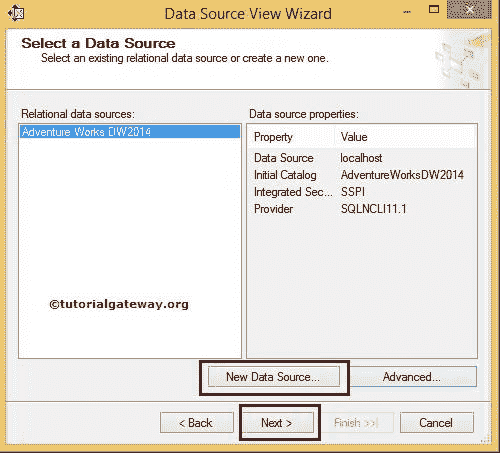 Data Source View Wizard
Select a Data Source
Select an existing relational data source or create a new one.
Relational data sources:
Adventure Works DW2014
Data source properties:
Property Value
Data Source localhost
Initial Catalog AdventureWorksDW2014
Integrated Sec... SSPI
Provider SQLNCLI11.1
©tutorialgateway.org
New Data Source...
Advanced...
< Back
Next >
Finish >>|
Cancel